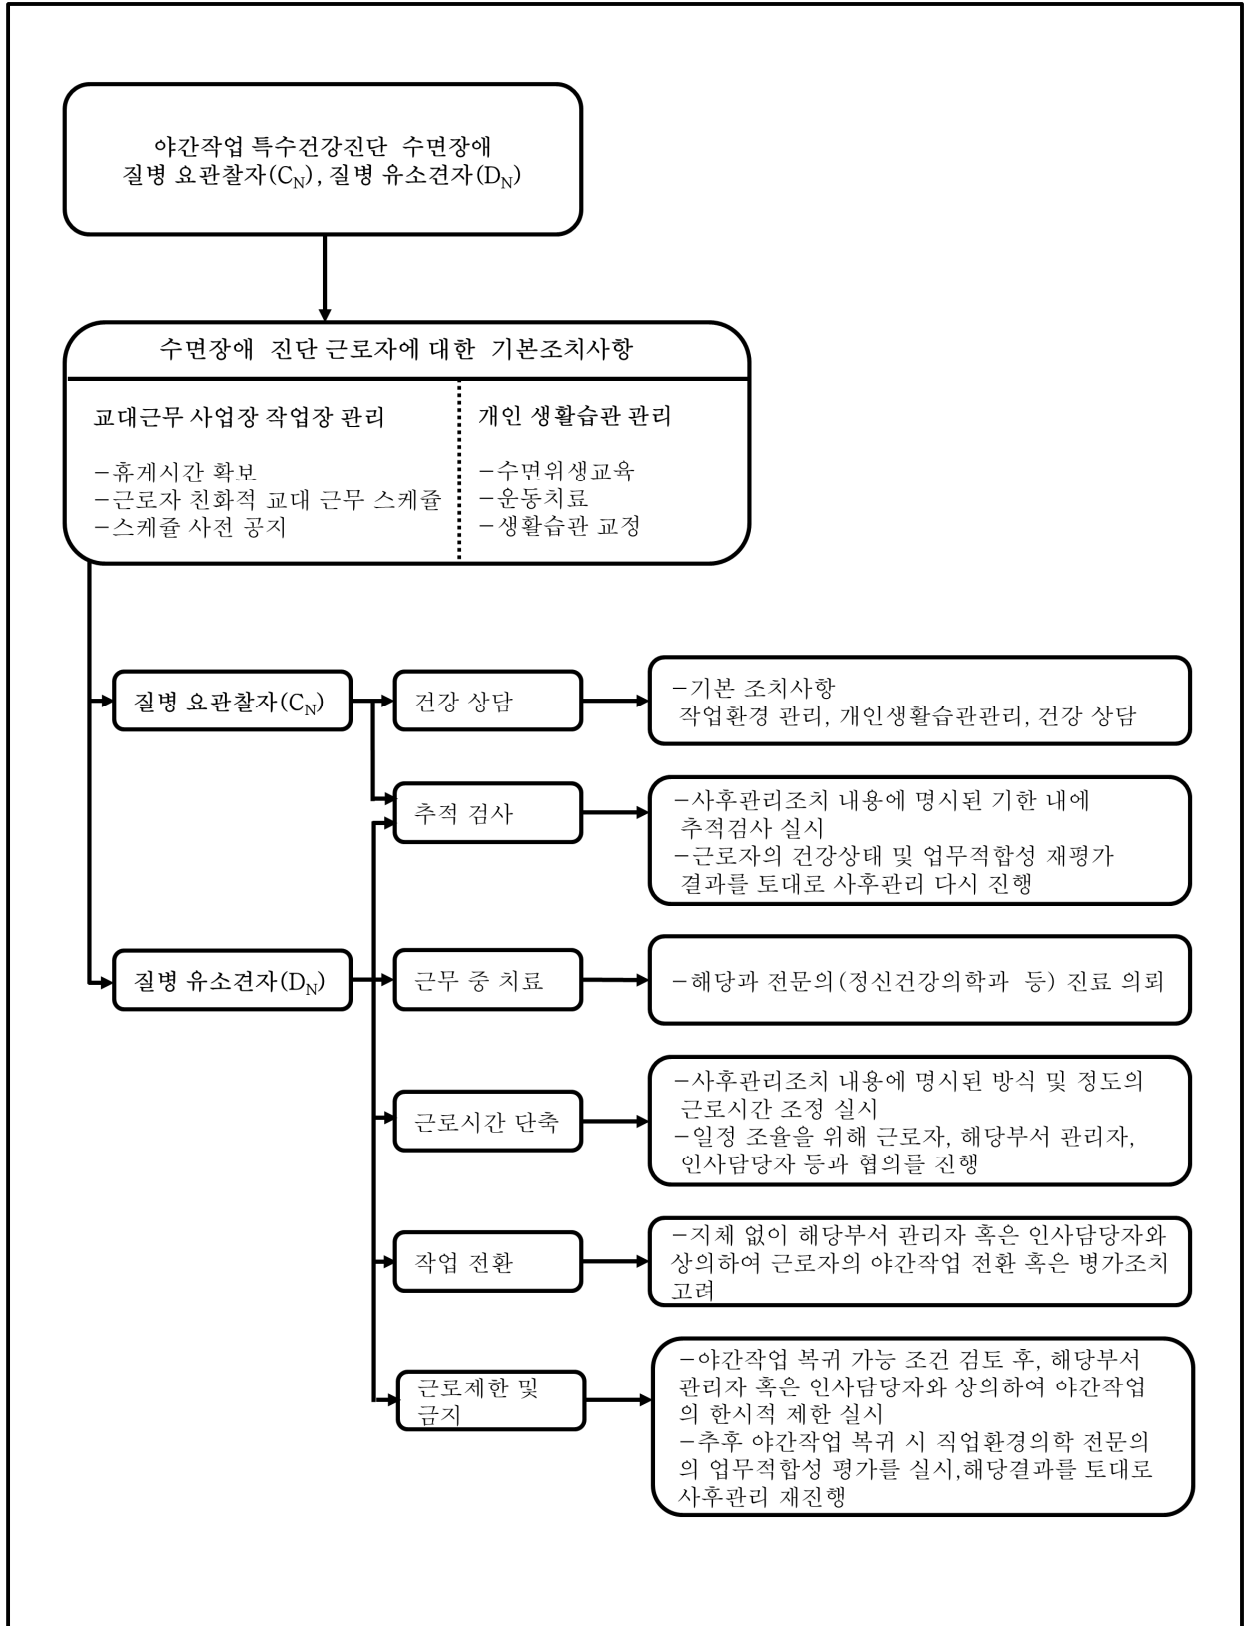 야간작업 특수건강진단 수면장애
질병 요관찰자(CN), 질병 유소견자(DN)
수면장애 진단 근로자에 대한 기본조치사항
교대근무 사업장 작업장 관리
-휴게시간 확보
-근로자 친화적 교대 근무 스케쥴
-스케쥴 사전 공지
개인 생활습관 관리
-수면위생교육
-운동치료
-생활습관 교정
질병 요관찰자(CN)
건강 상담
-기본 조치사항
작업환경 관리, 개인생활습관관리, 건강 상담
추적 검사
-사후관리조치 내용에 명시된 기한 내에
추적검사 실시
-근로자의 건강상태 및 업무적합성 재평가
결과를 토대로 사후관리 다시 진행
질병 유소견자(DN)
근무 중 치료
-해당과 전문의(정신건강의학과 등) 진료 의뢰
근로시간 단축
-사후관리조치 내용에 명시된 방식 및 정도의
근로시간 조정 실시
-일정 조율을 위해 근로자, 해당부서 관리자,
인사담당자 등과 협의를 진행
작업 전환
-지체 없이 해당부서 관리자 혹은 인사담당자와
상의하여 근로자의 야간작업 전환 혹은 병가조치
고려
근로제한 및
금지
-야간작업 복귀 가능 조건 검토 후, 해당부서
관리자 혹은 인사담당자와 상의하여 야간작업
의 한시적 제한 실시
-추후 야간작업 복귀 시 직업환경의학 전문의
의 업무적합성 평가를 실시,해당결과를 토대로
사후관리 재진행